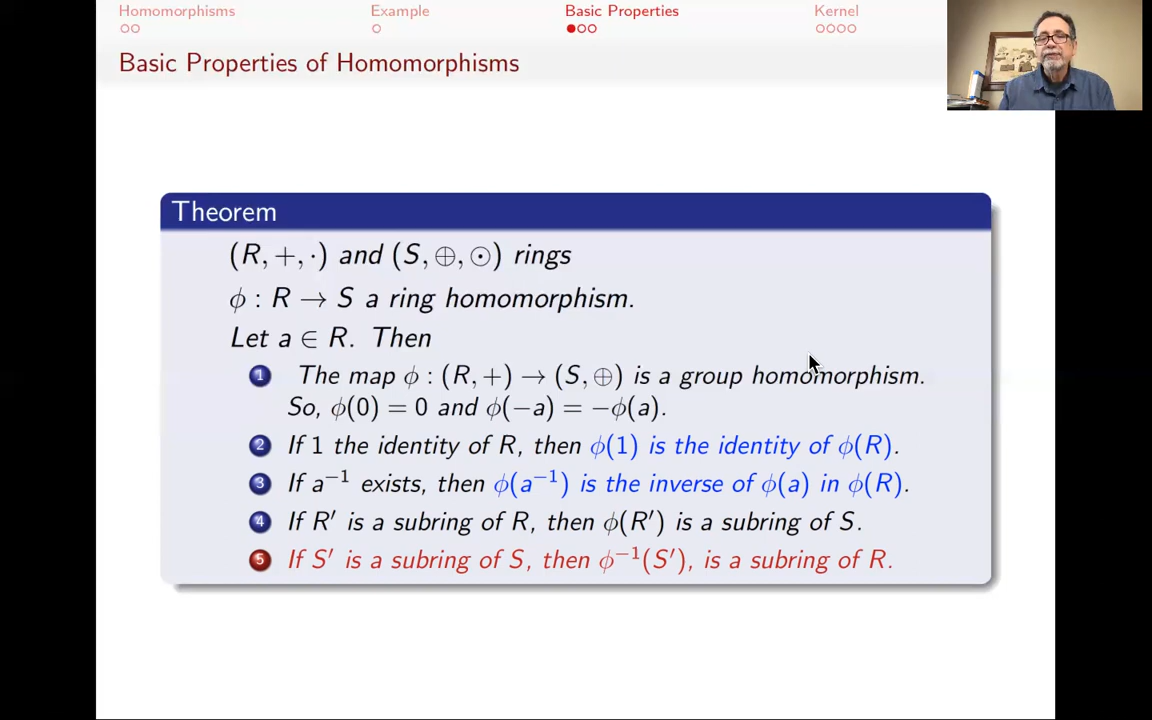 Homomorphisms Example Basic Properties Kernel
Basic Properties of Homomorphisms
Theorem
(R, +, ·) and (S, ⊕, ⊙) rings
ϕ : R → S a ring homomorphism.
Let a ∈ R. Then
1 The map ϕ : (R, +) → (S, ⊕) is a group homomorphism.
So, ϕ(0) = 0 and ϕ(−a) = −ϕ(a).
2 If 1 the identity of R, then ϕ(1) is the identity of ϕ(R).
3 If a⁻¹ exists, then ϕ(a⁻¹) is the inverse of ϕ(a) in ϕ(R).
4 If R′ is a subring of R, then ϕ(R′) is a subring of S.
5 If S′ is a subring of S, then ϕ⁻¹(S′), is a subring of R.